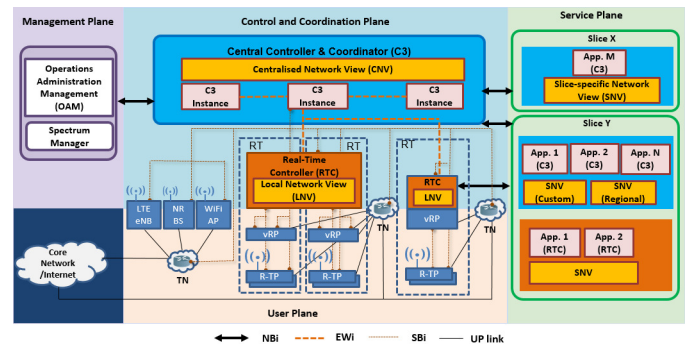 Management Plane
Control and Coordination Plane
Service Plane
Operations
Administration
Management
(OAM)
Spectrum
Manager
Central Controller & Coordinator (C3)
Centralised Network View (CNV)
C3
Instance
C3
Instance
C3
Instance
Slice X
App. M
(C3)
Slice-specific Network
View (SNV)
Slice Y
App. 1
(C3)
App. 2
(C3)
App. N
(C3)
SNV
(Custom)
SNV
(Regional)
App. 1
(RTC)
App. 2
(RTC)
SNV
RT
RT
RT
Real-Time
Controller (RTC)
Local Network View
(LNV)
RTC
LNV
vRP
LTE
eNB
NR
BS
WiFi
AP
vRP
vRP
TN
TN
R-TP
R-TP
R-TP
Core
Network
/Internet
TN
User Plane
NBi
EWi
SBi
UP link